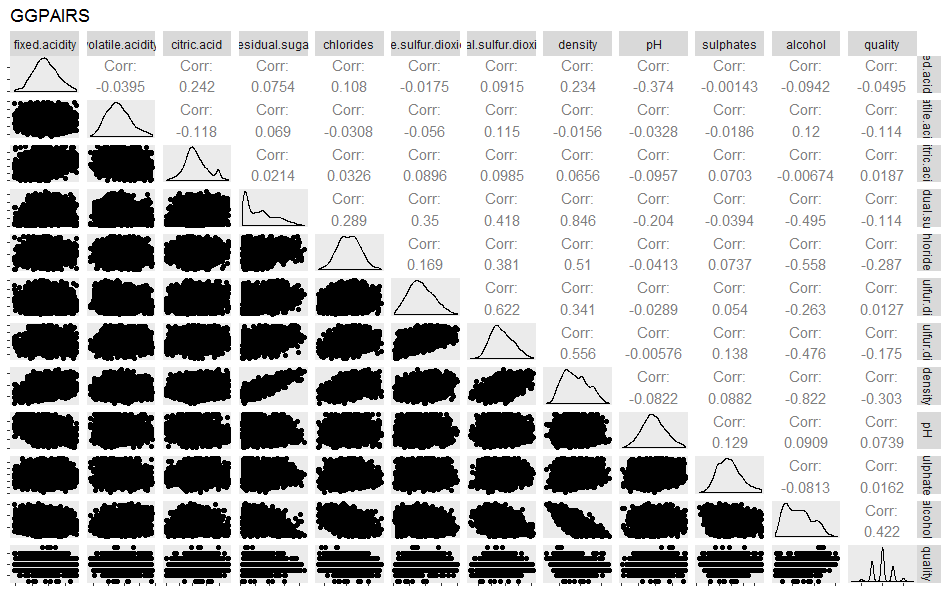 GGPAIRS
fixed.acidity volatile.acidity citric.acid esidual.suga chlorides e.sulfur.dioxi al.sulfur.dioxi density pH sulphates alcohol quality
Corr: Corr: Corr: Corr: Corr: Corr: Corr: Corr: Corr: Corr: Corr: ed.acid
-0.0395 0.242 0.0754 0.108 -0.0175 0.0915 0.234 -0.374 -0.00143 -0.0942 -0.0495
Corr: Corr: Corr: Corr: Corr: Corr: Corr: Corr: Corr: Corr: atile.aci
-0.118 0.069 -0.0308 -0.056 0.115 -0.0156 -0.0328 -0.0186 0.12 -0.114
Corr: Corr: Corr: Corr: Corr: Corr: Corr: Corr: Corr: itric.aci
0.0214 0.0326 0.0896 0.0985 0.0656 -0.0957 0.0703 -0.00674 0.0187
Corr: Corr: Corr: Corr: Corr: Corr: Corr: Corr: dual.su
0.289 0.35 0.418 0.846 -0.204 -0.0394 -0.495 -0.114
Corr: Corr: Corr: Corr: Corr: Corr: Corr: hloride
0.169 0.381 0.51 -0.0413 0.0737 -0.558 -0.287
Corr: Corr: Corr: Corr: Corr: Corr: ulfur.di
0.622 0.341 -0.0289 0.054 -0.263 0.0127
Corr: Corr: Corr: Corr: Corr: ulfur.di
0.556 -0.00576 0.138 -0.476 -0.175
Corr: Corr: Corr: Corr: density
-0.0822 0.0882 -0.822 -0.303
Corr: Corr: Corr: pH
0.129 0.0909 0.0739
Corr: Corr: ulphate
-0.0813 0.0162
Corr: alcohol
0.422
quality